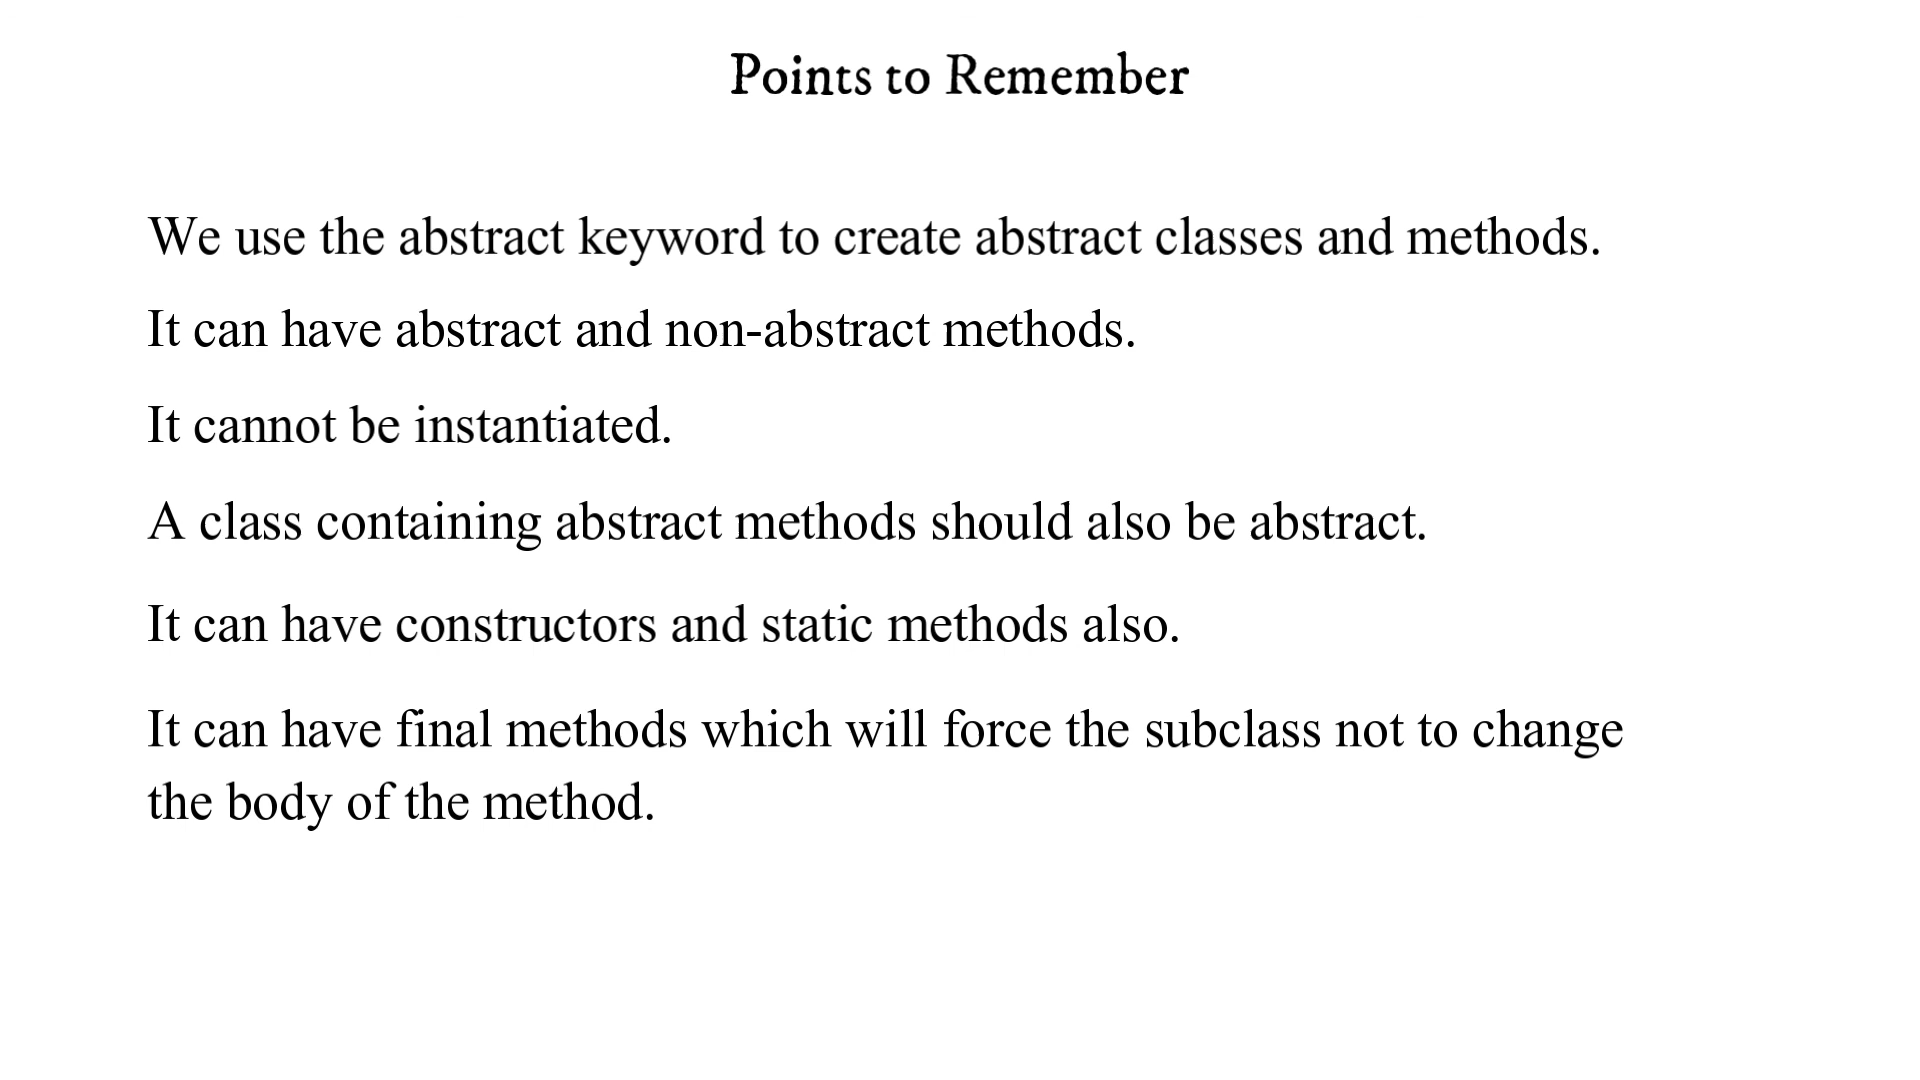 Points to Remember
We use the abstract keyword to create abstract classes and methods.
It can have abstract and non-abstract methods.
It cannot be instantiated.
A class containing abstract methods should also be abstract.
It can have constructors and static methods also.
It can have final methods which will force the subclass not to change
the body of the method.